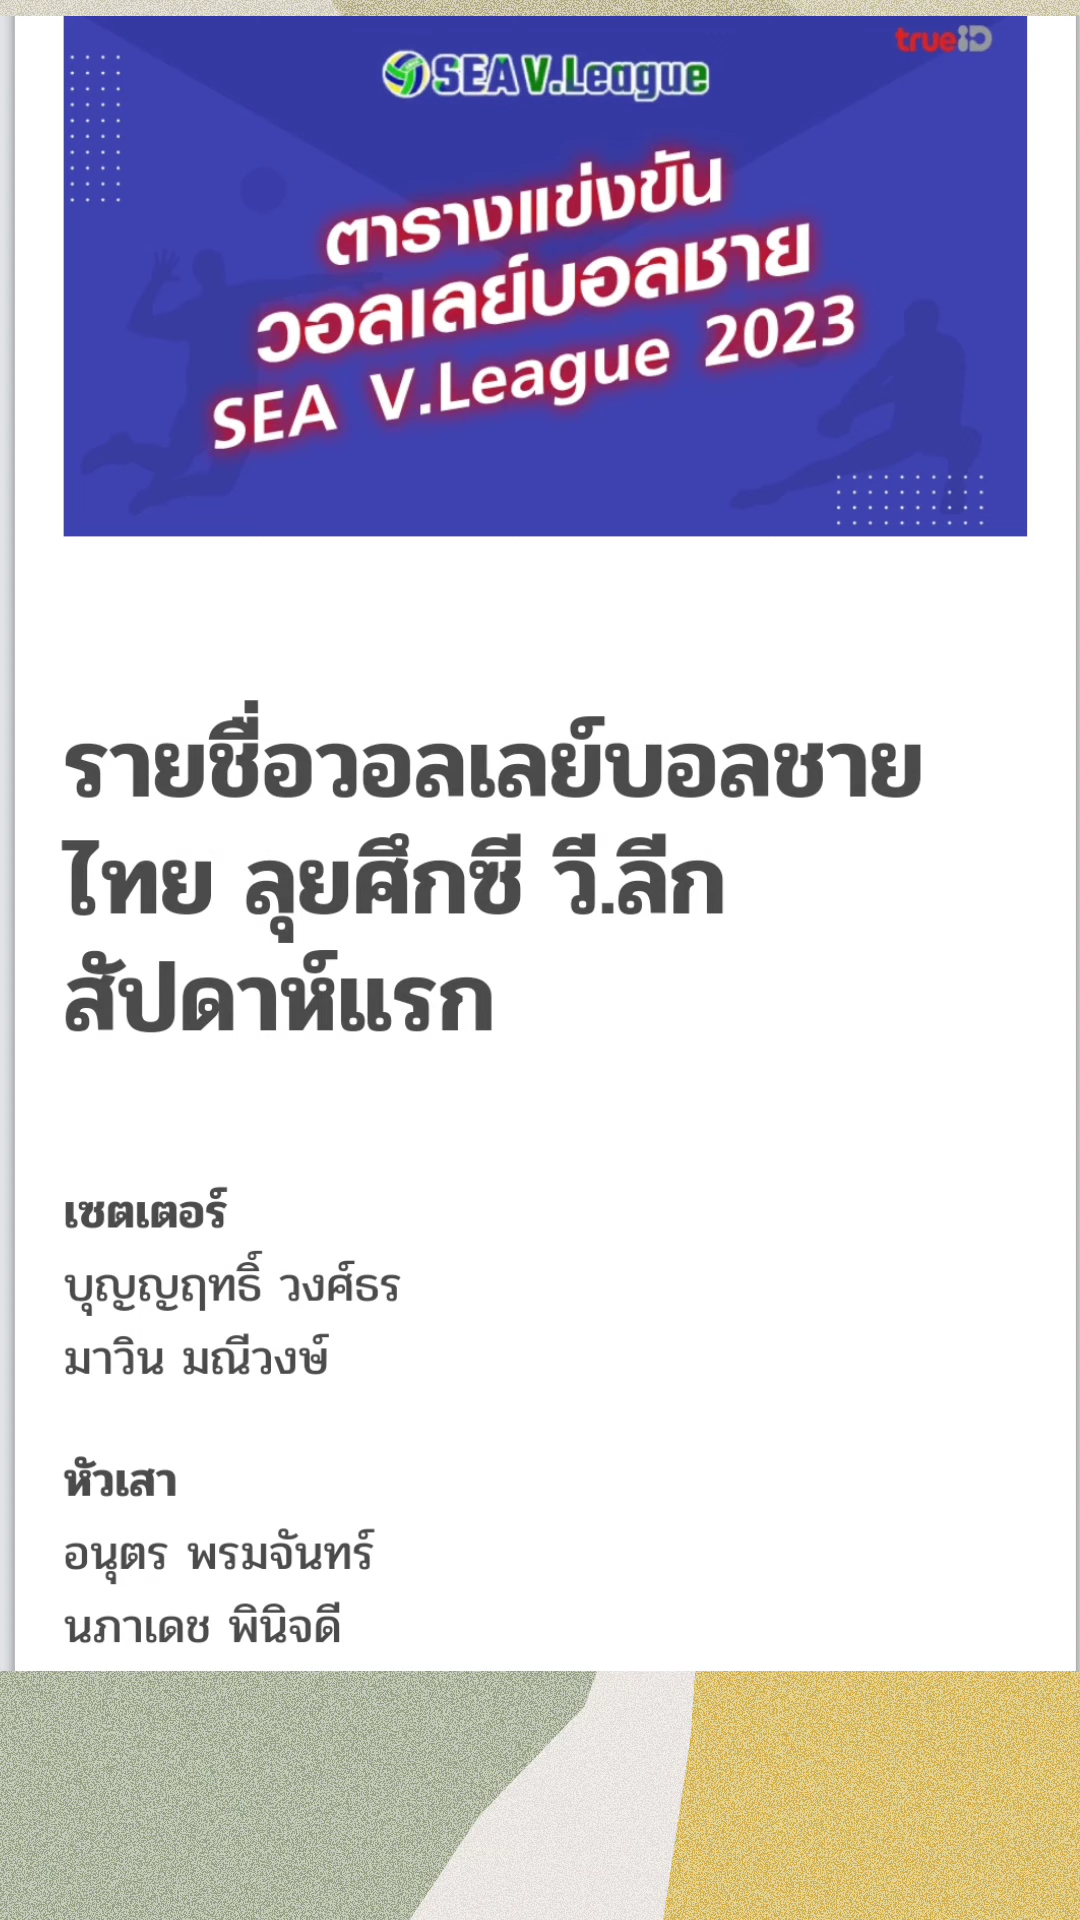 trueID
SEA V.League
ตารางแข่งขัน
วอลเลย์บอลชาย
SEA V.League 2023
รายชื่อวอลเลย์บอลชาย
ไทย ลุยศึกซี วี.ลีก
สัปดาห์แรก
เซตเตอร์
บุญญฤทธิ์ วงศ์ธร
มาวิน มณีวงษ์
หัวเสา
อนุตร พรมจันทร์
นภาเดช พินิจดี